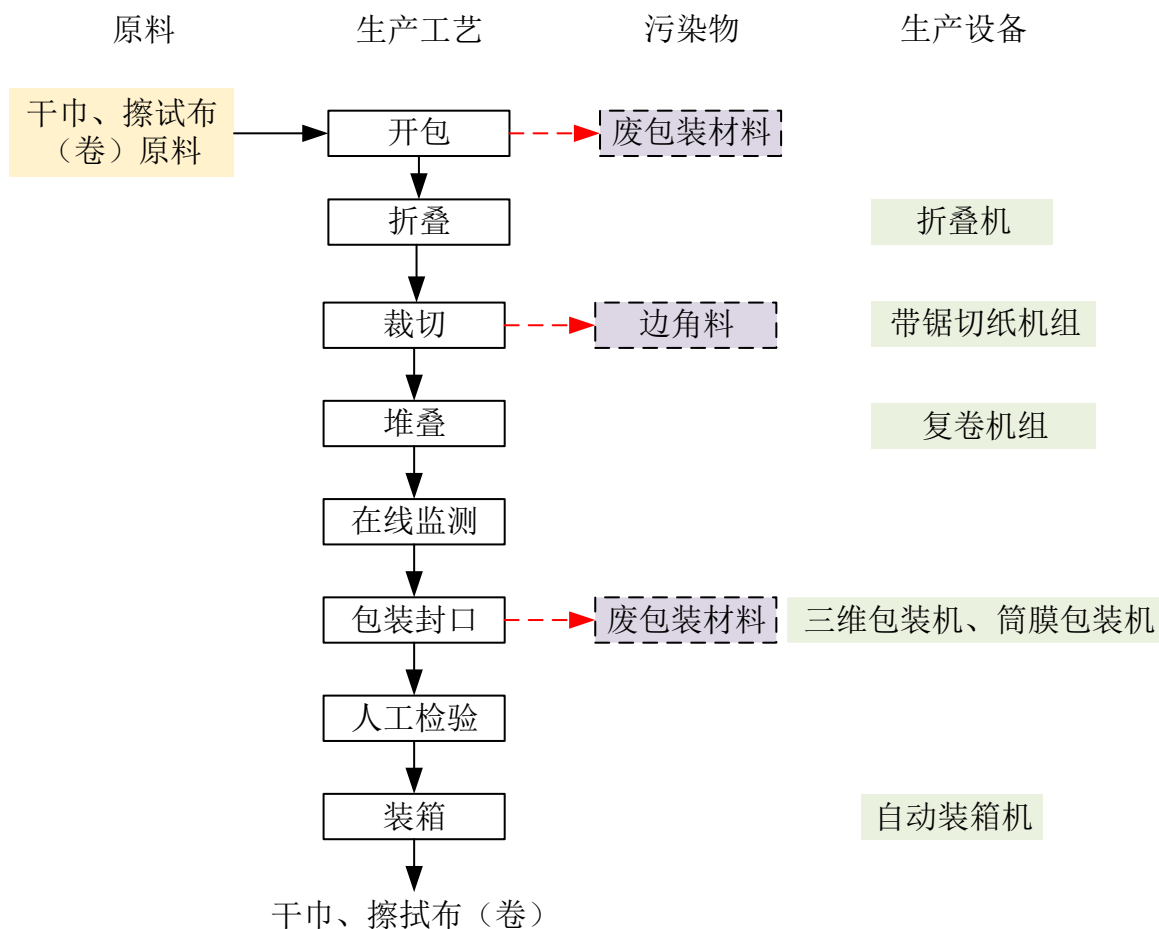 原料 生产工艺 污染物 生产设备
干巾、擦试布
（卷）原料
开包 废包装材料
折叠 折叠机
裁切 边角料 带锯切纸机组
堆叠 复卷机组
在线监测
包装封口 废包装材料 三维包装机、筒膜包装机
人工检验
装箱 自动装箱机
干巾、擦拭布（卷）